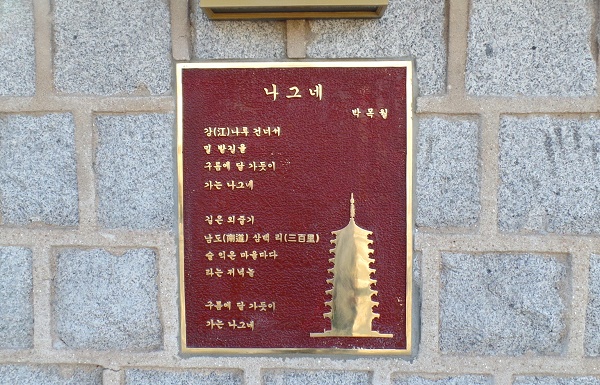 나그네
박목월
강(江)나루 건너서
밀 밭길을
구름에 달 가듯이
가는 나그네
길은 외줄기
남도(南道) 삼백 리(三百里)
술 익은 마을마다
타는 저녁놀
구름에 달 가듯이
가는 나그네